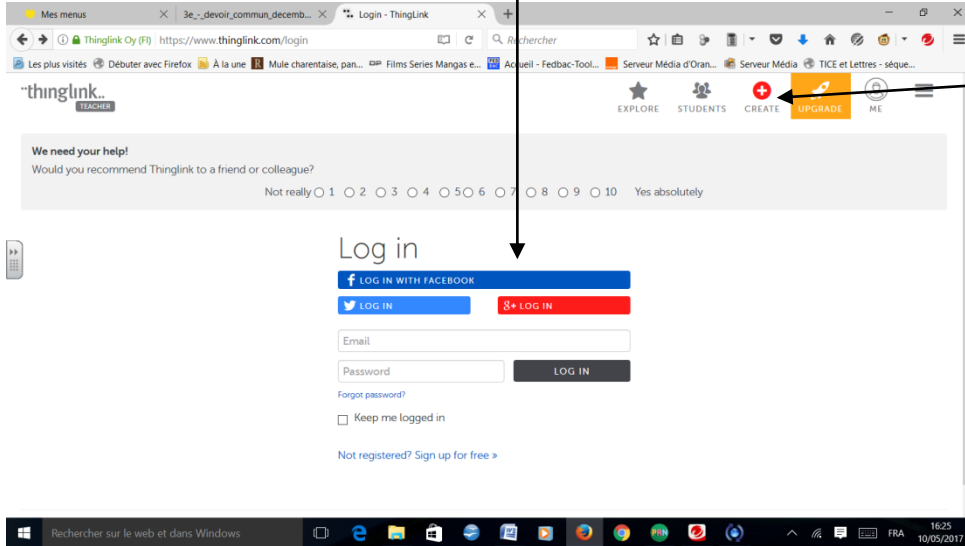 Mes menus
3e_-_devoir_commun_decemb...
Login - ThingLink
Thinglink Oy (FI) https://www.thinglink.com/login
Rechercher
Les plus visités Débuter avec Firefox À la une Mule charentaise, pan... Films Series Mangas e... Accueil - Fedbac-Tool... Serveur Média d'Oran... Serveur Média TICE et Lettres - séque...
thinglink..
TEACHER
EXPLORE STUDENTS CREATE UPGRADE ME
We need your help!
Would you recommend Thinglink to a friend or colleague?
Not really 1 2 3 4 5 6 7 8 9 10 Yes absolutely
Log in
f LOG IN WITH FACEBOOK
LOG IN
g+ LOG IN
Email
Password
LOG IN
Forgot password?
Keep me logged in
Not registered? Sign up for free »
Rechercher sur le web et dans Windows
FRA
16:25
10/05/2017